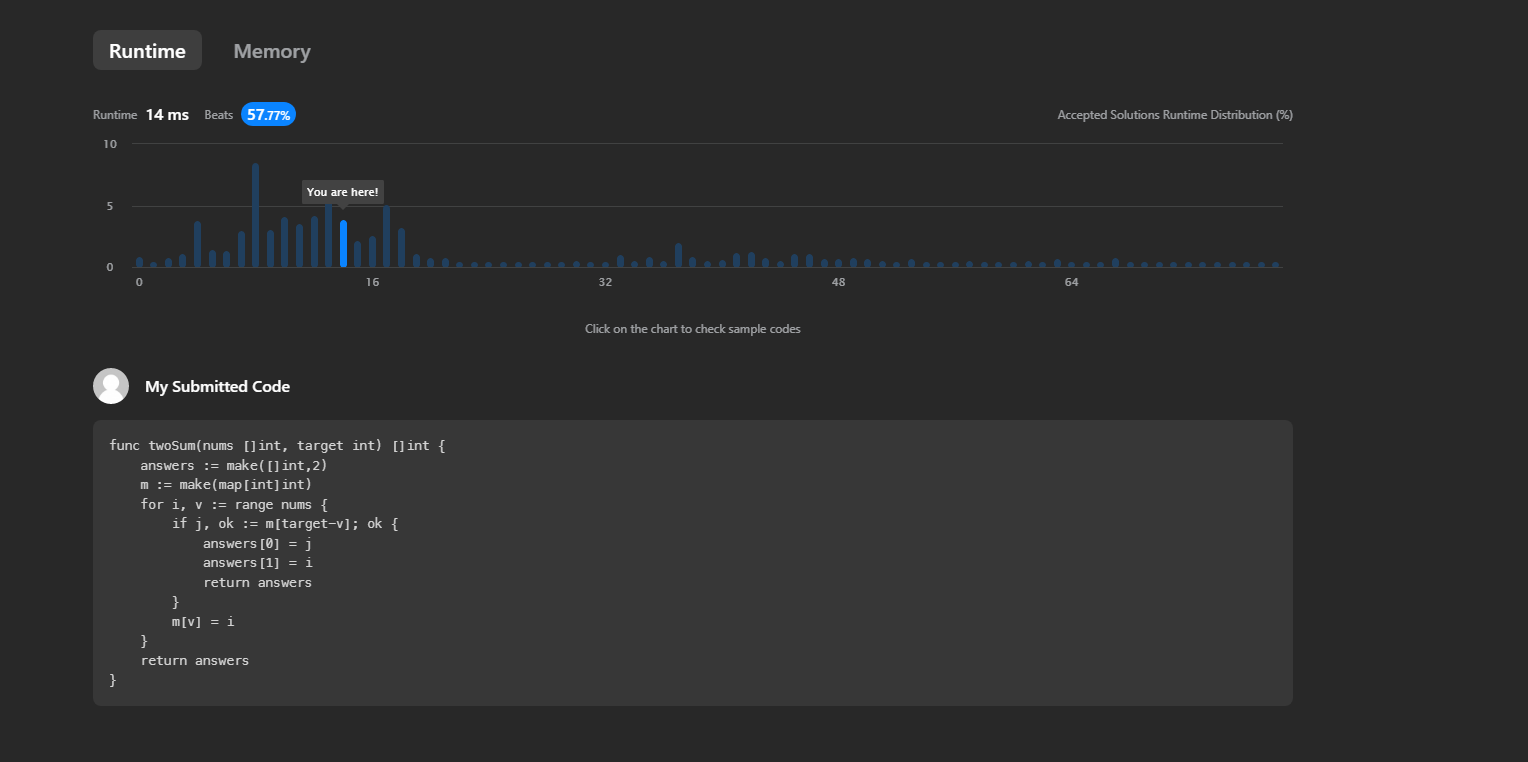 Runtime Memory
Runtime 14 ms Beats 57.77% Accepted Solutions Runtime Distribution (%)
10
You are here!
5
0
0 16 32 48 64
Click on the chart to check sample codes
My Submitted Code
func twoSum(nums []int, target int) []int {
    answers := make([]int,2)
    m := make(map[int]int)
    for i, v := range nums {
        if j, ok := m[target-v]; ok {
            answers[0] = j
            answers[1] = i
            return answers
        }
        m[v] = i
    }
    return answers
}